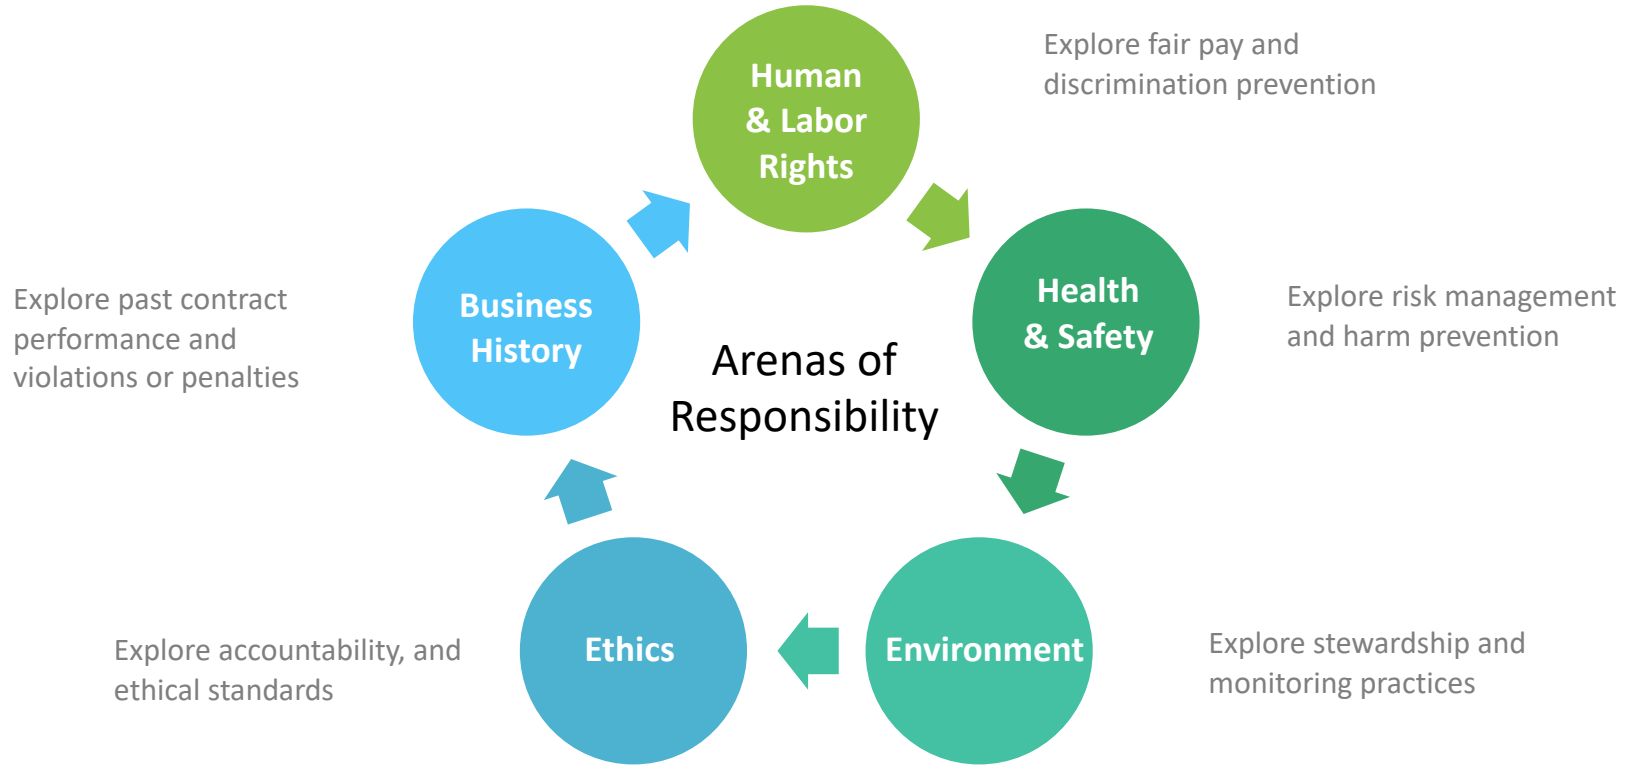 Human
& Labor
Rights
Explore fair pay and
discrimination prevention
Health
& Safety
Explore risk management
and harm prevention
Environment
Explore stewardship and
monitoring practices
Ethics
Explore accountability, and
ethical standards
Business
History
Explore past contract
performance and
violations or penalties
Arenas of
Responsibility